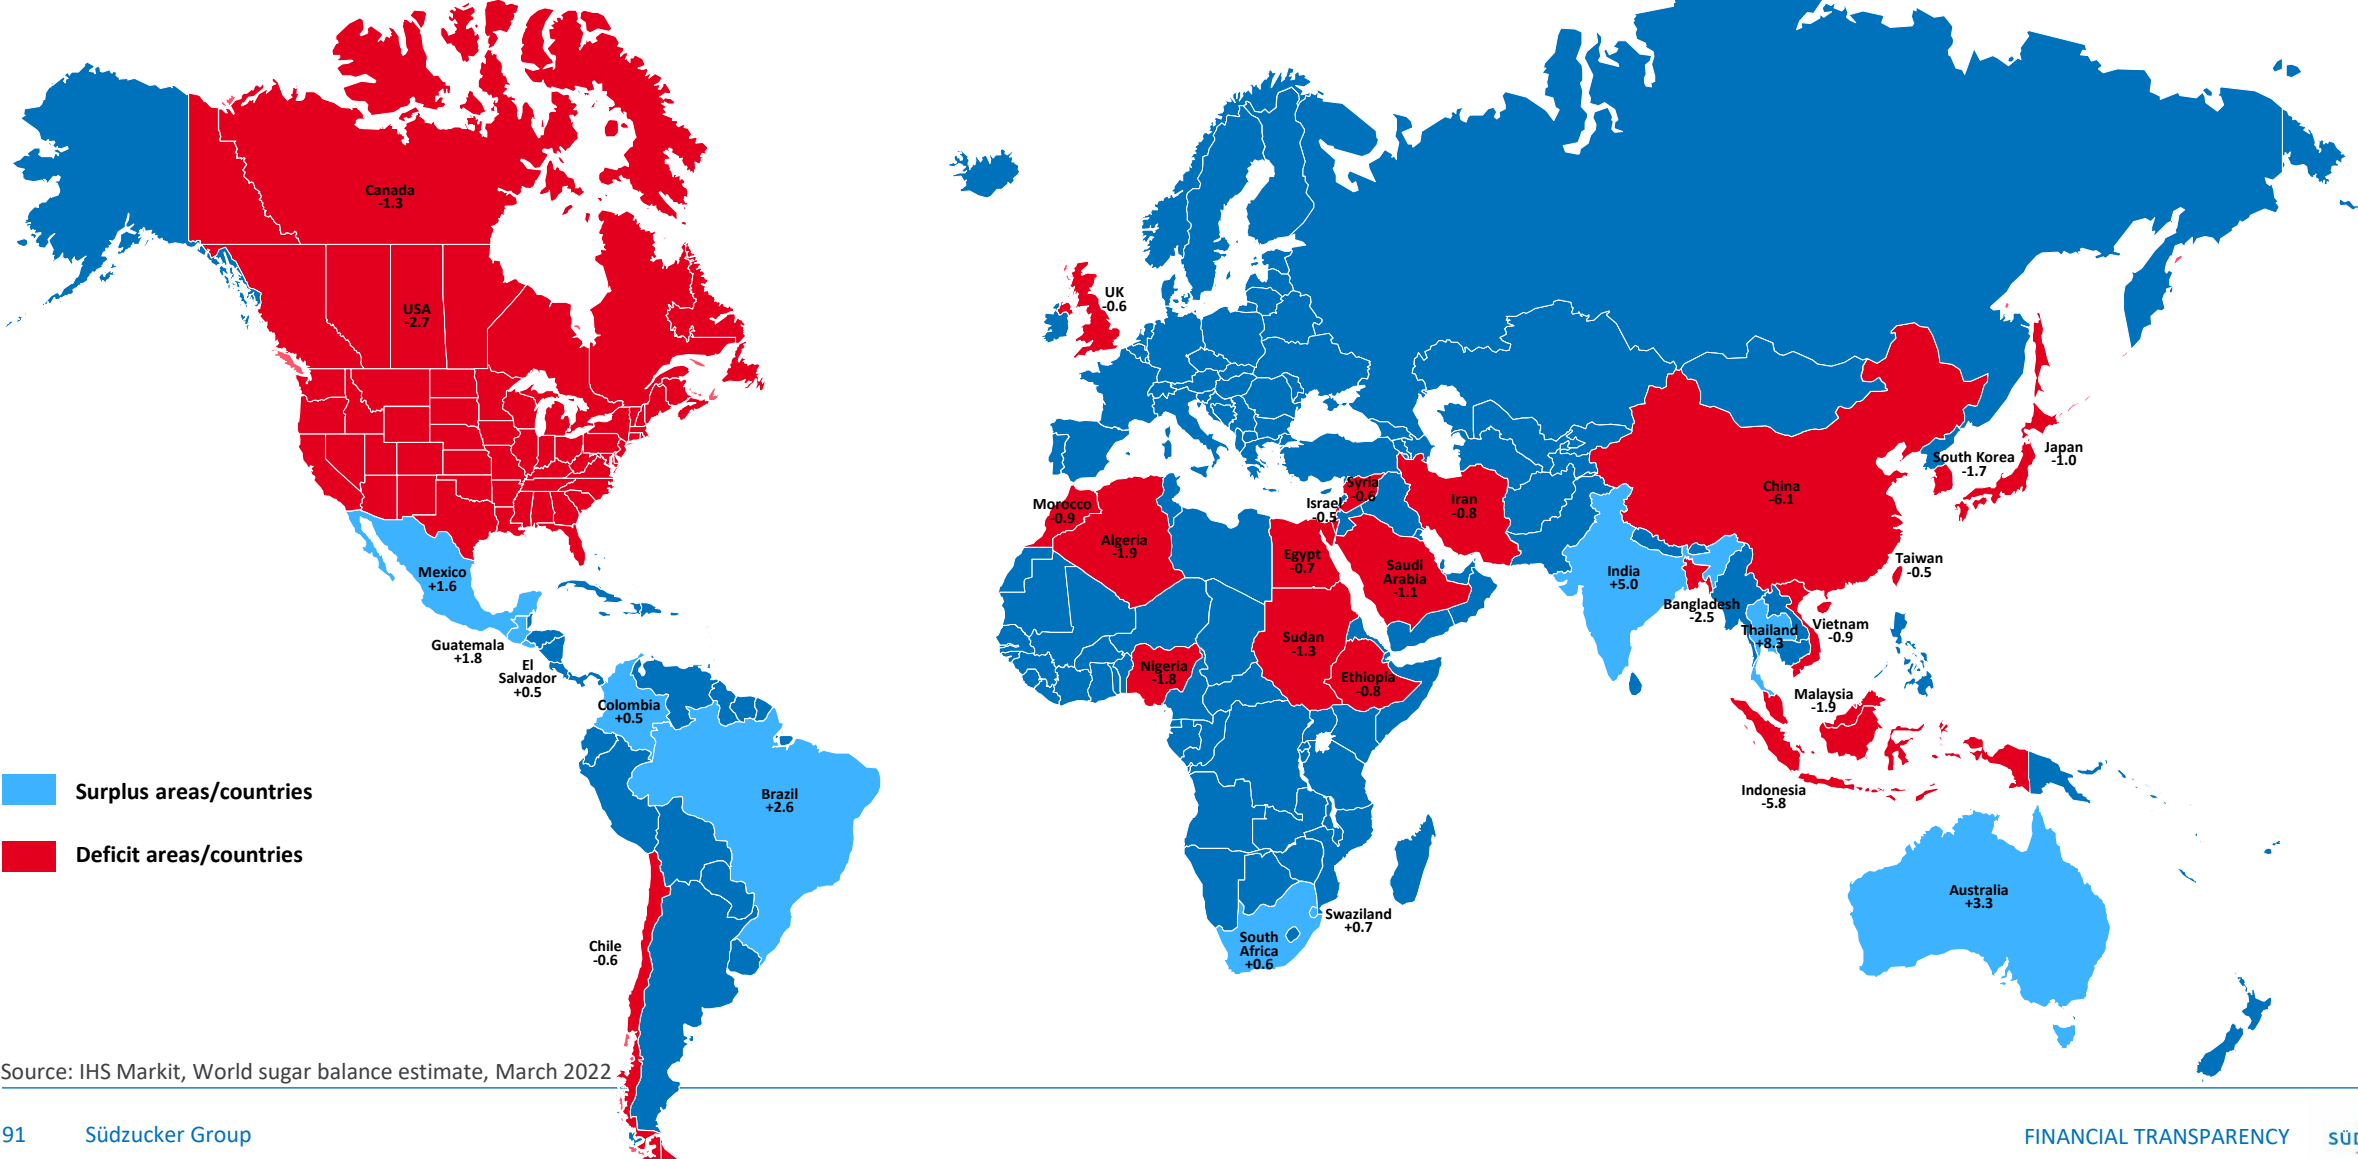 Canada
-1.3
USA
-2.7
Mexico
+1.6
Guatemala
+1.8
El
Salvador
+0.5
Colombia
+0.5
Brazil
+2.6
Chile
-0.6
UK
-0.6
Morocco
-0.9
Algeria
-1.9
Nigeria
-1.8
Egypt
-0.7
Sudan
-1.3
Ethiopia
-0.8
South
Africa
+0.6
Swaziland
+0.7
Israel
-0.5
Syria
-0.6
Saudi
Arabia
-1.1
Iran
-0.8
India
+5.0
Bangladesh
-2.5
China
-6.1
South Korea
-1.7
Japan
-1.0
Taiwan
-0.5
Vietnam
-0.9
Thailand
+8.3
Malaysia
-1.9
Indonesia
-5.8
Australia
+3.3
Surplus areas/countries
Deficit areas/countries
Source: IHS Markit, World sugar balance estimate, March 2022
91 Südzucker Group
FINANCIAL TRANSPARENCY